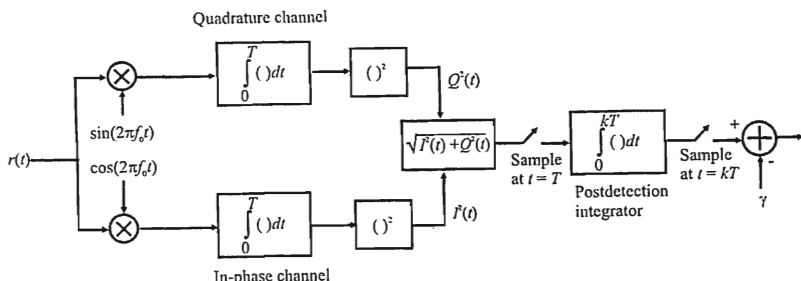 Quadrature channel
T
∫( )dt
0
( )²
Q²(t)
sin(2πf₀t)
r(t)
cos(2πf₀t)
√I²(t)+Q²(t)
Sample
at t = T
kT
∫( )dt
0
Postdetection
integrator
Sample
at t = kT
+
-
γ
T
∫( )dt
0
( )²
I²(t)
In-phase channel